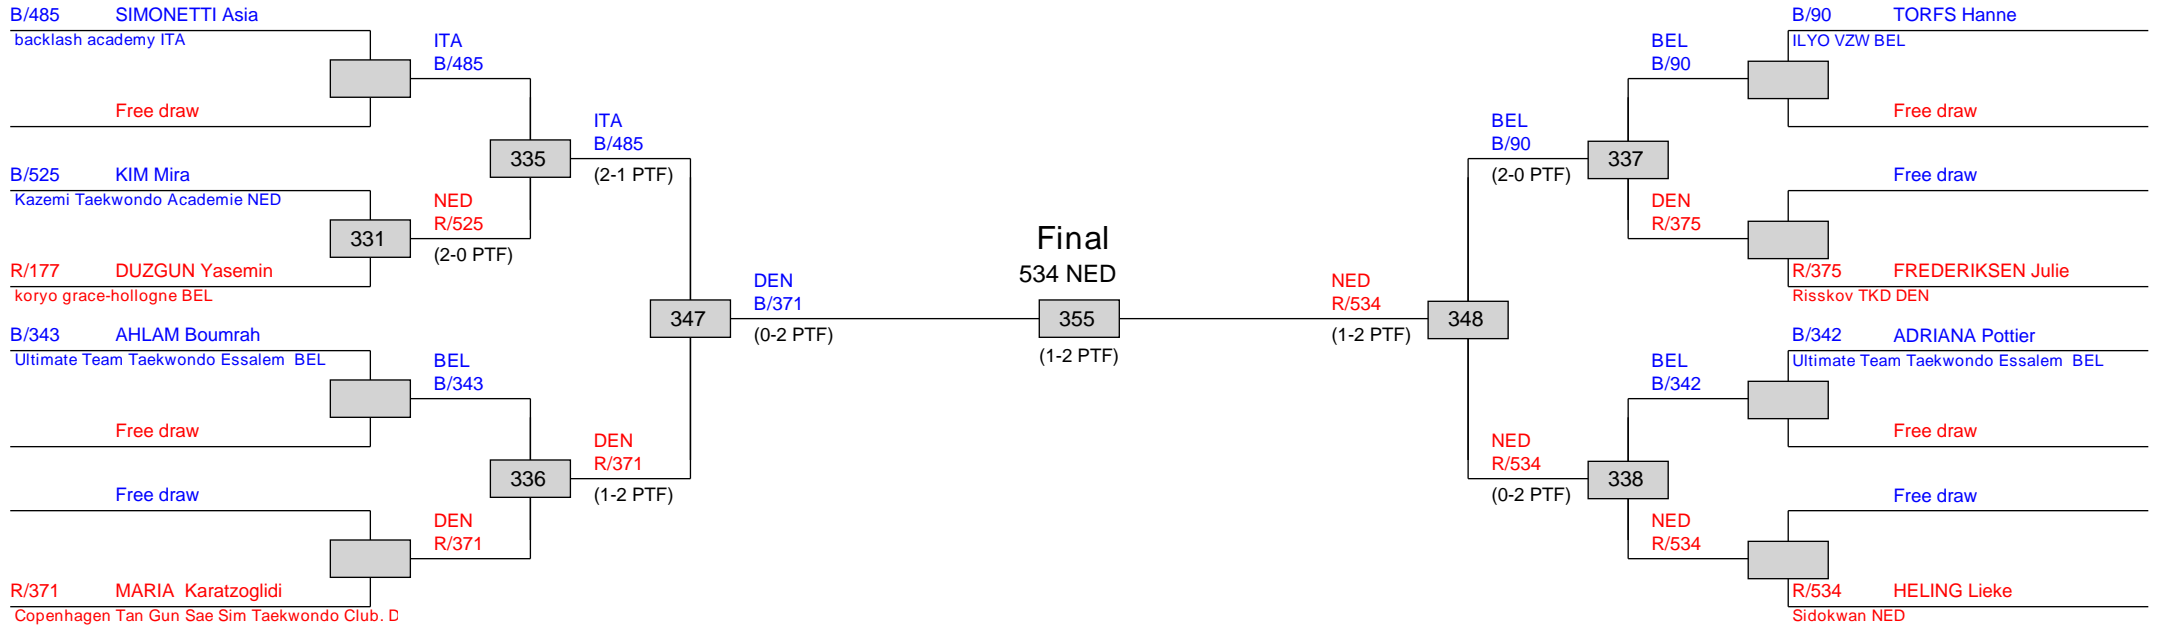 B/485 SIMONETTI Asia
backlash academy ITA
Free draw
B/525 KIM Mira
Kazemi Taekwondo Academie NED
R/177 DUZGUN Yasemin
koryo grace-hollogne BEL
B/343 AHLAM Boumrah
Ultimate Team Taekwondo Essalem BEL
Free draw
Free draw
R/371 MARIA Karatzoglidi
Copenhagen Tan Gun Sae Sim Taekwondo Club. D
331
ITA
B/485
NED
R/525
(2-0 PTF)
BEL
B/343
DEN
R/371
335
336
ITA
B/485
(2-1 PTF)
DEN
R/371
(1-2 PTF)
347
DEN
B/371
(0-2 PTF)
Final
534 NED
355
(1-2 PTF)
NED
R/534
(1-2 PTF)
348
BEL
B/90
(2-0 PTF)
NED
R/534
(0-2 PTF)
337
338
BEL
B/90
DEN
R/375
BEL
B/342
NED
R/534
B/90 TORFS Hanne
ILYO VZW BEL
Free draw
Free draw
R/375 FREDERIKSEN Julie
Risskov TKD DEN
B/342 ADRIANA Pottier
Ultimate Team Taekwondo Essalem BEL
Free draw
Free draw
R/534 HELING Lieke
Sidokwan NED